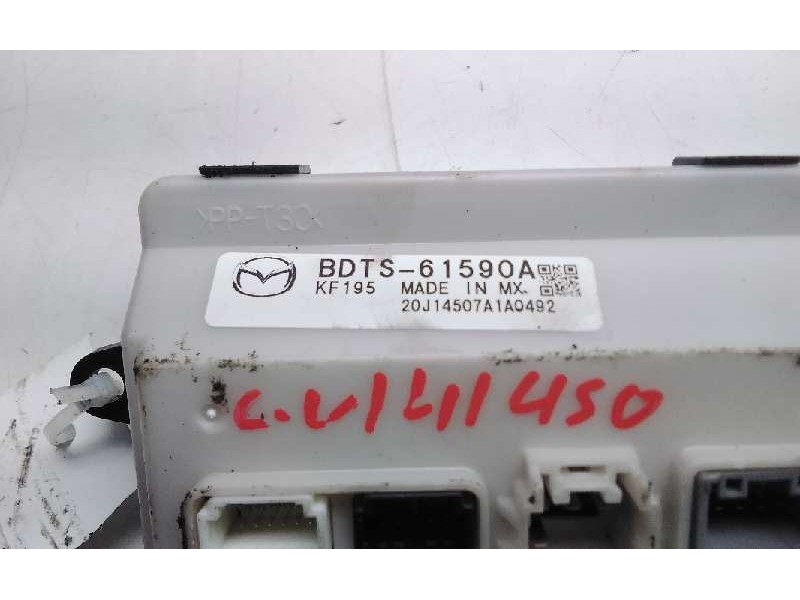 >PP-T30<
BDTS-61590A
KF195 MADE IN MX.
20J14507A1A0492